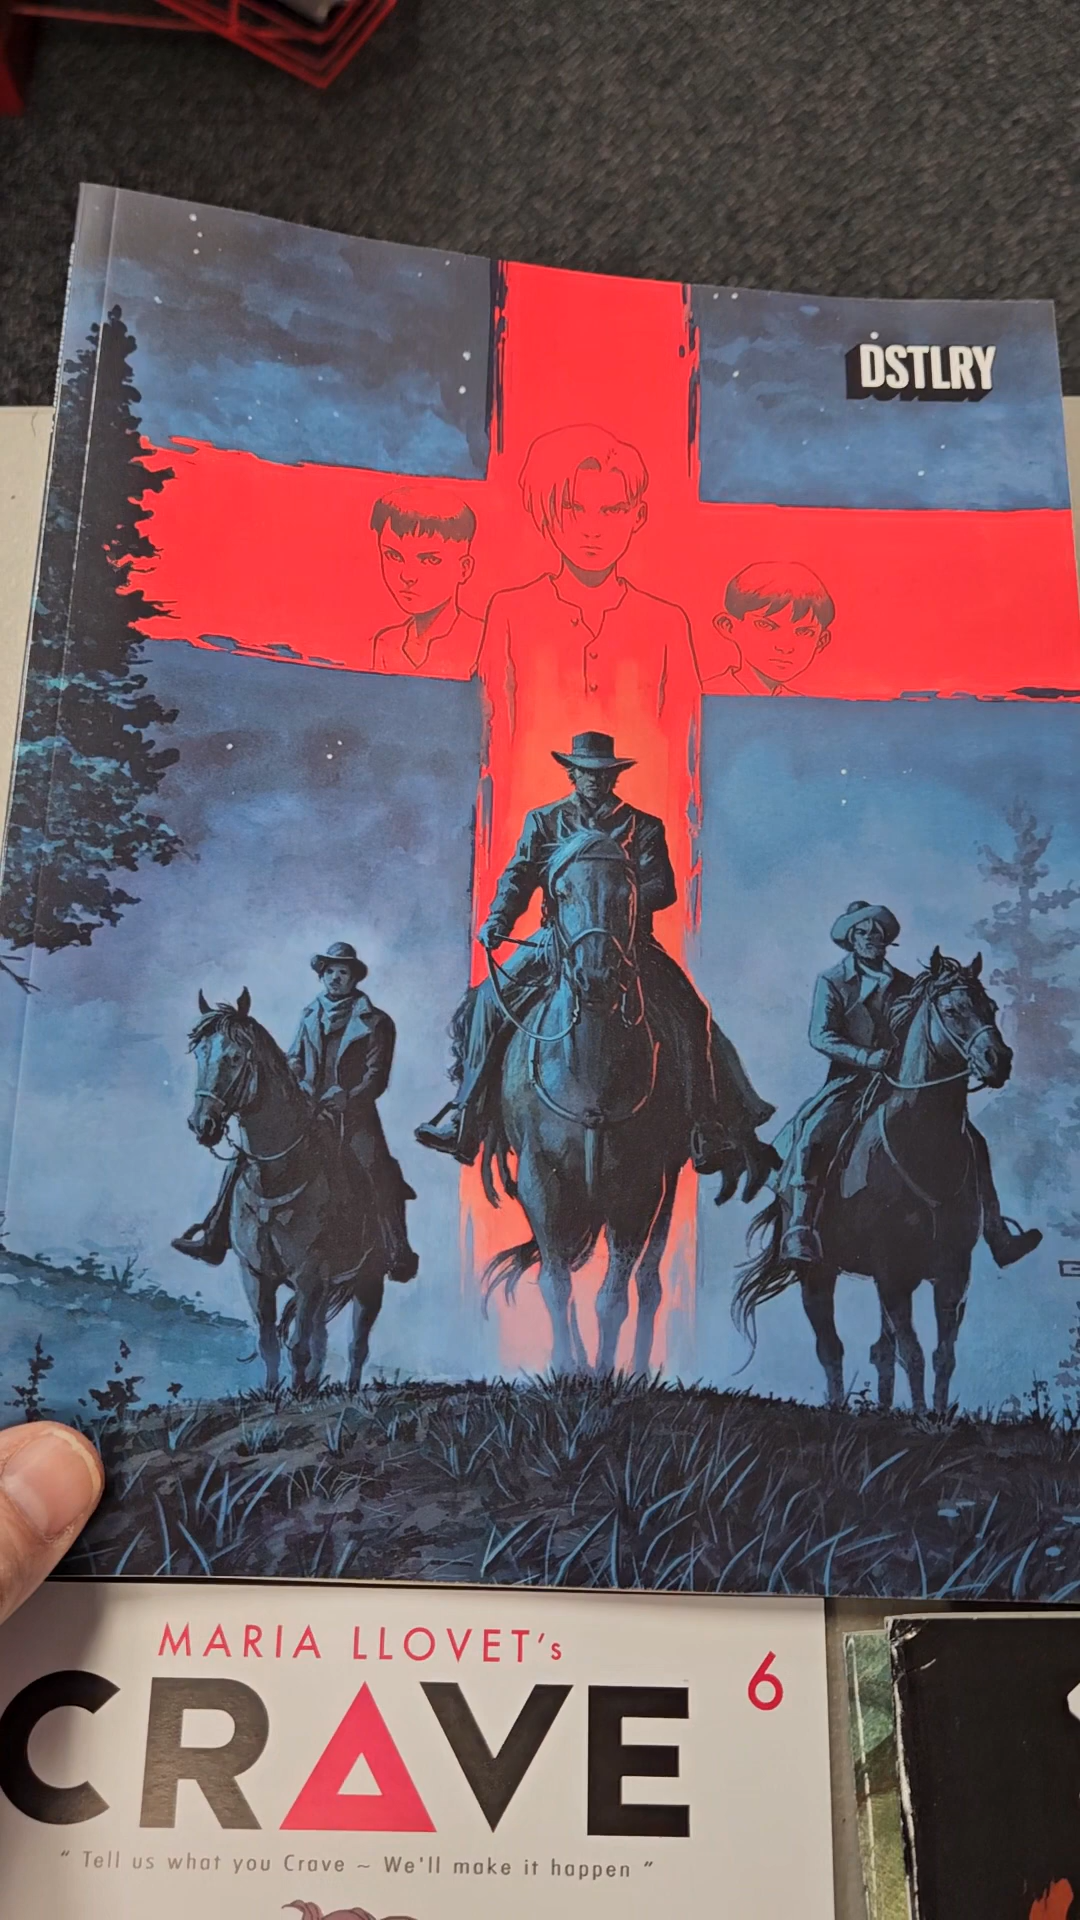 DSTLRY
MARIA LLOVET's
CRAVE
6
" Tell us what you Crave ~ We'll make it happen "